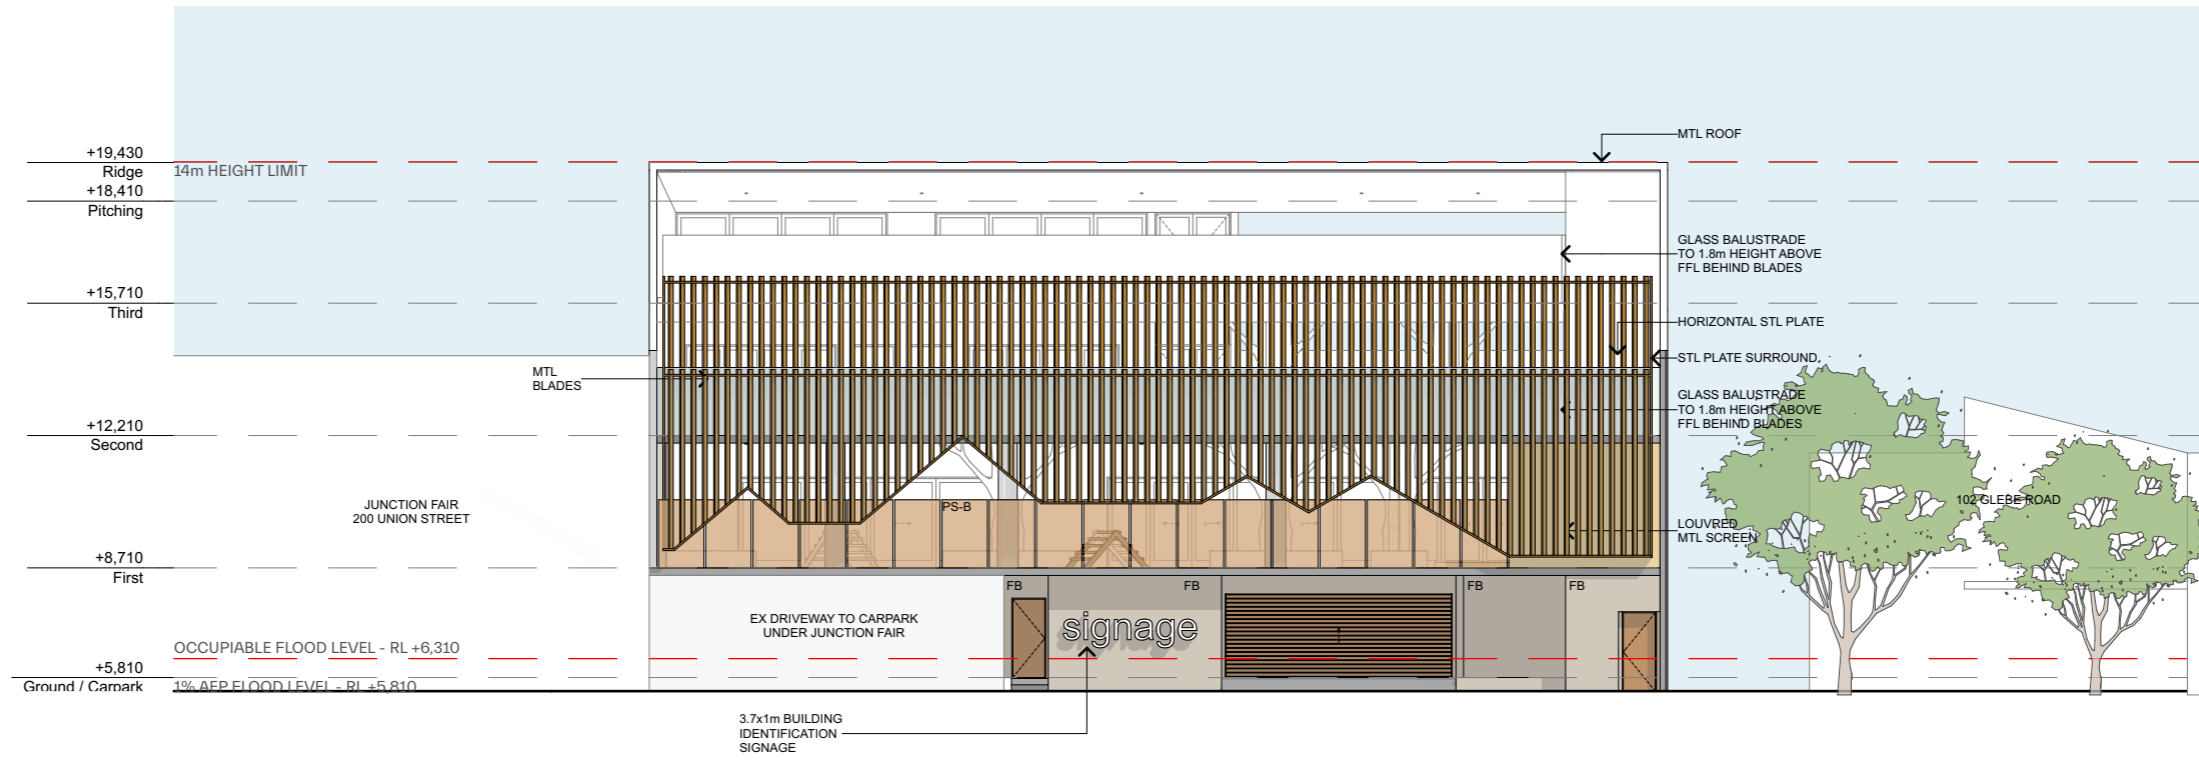 +19,430
Ridge
14m HEIGHT LIMIT
+18,410
Pitching
+15,710
Third
+12,210
Second
+8,710
First
OCCUPIABLE FLOOD LEVEL - RL +6,310
+5,810
Ground / Carpark
1% AEP FLOOD LEVEL - RL +5,810
JUNCTION FAIR
200 UNION STREET
MTL
BLADES
EX DRIVEWAY TO CARPARK
UNDER JUNCTION FAIR
PS-B
FB
FB
FB
FB
signage
3.7x1m BUILDING
IDENTIFICATION
SIGNAGE
MTL ROOF
GLASS BALUSTRADE
TO 1.8m HEIGHT ABOVE
FFL BEHIND BLADES
HORIZONTAL STL PLATE
STL PLATE SURROUND
GLASS BALUSTRADE
TO 1.8m HEIGHT ABOVE
FFL BEHIND BLADES
LOUVRED
MTL SCREEN
102 GLEBE ROAD